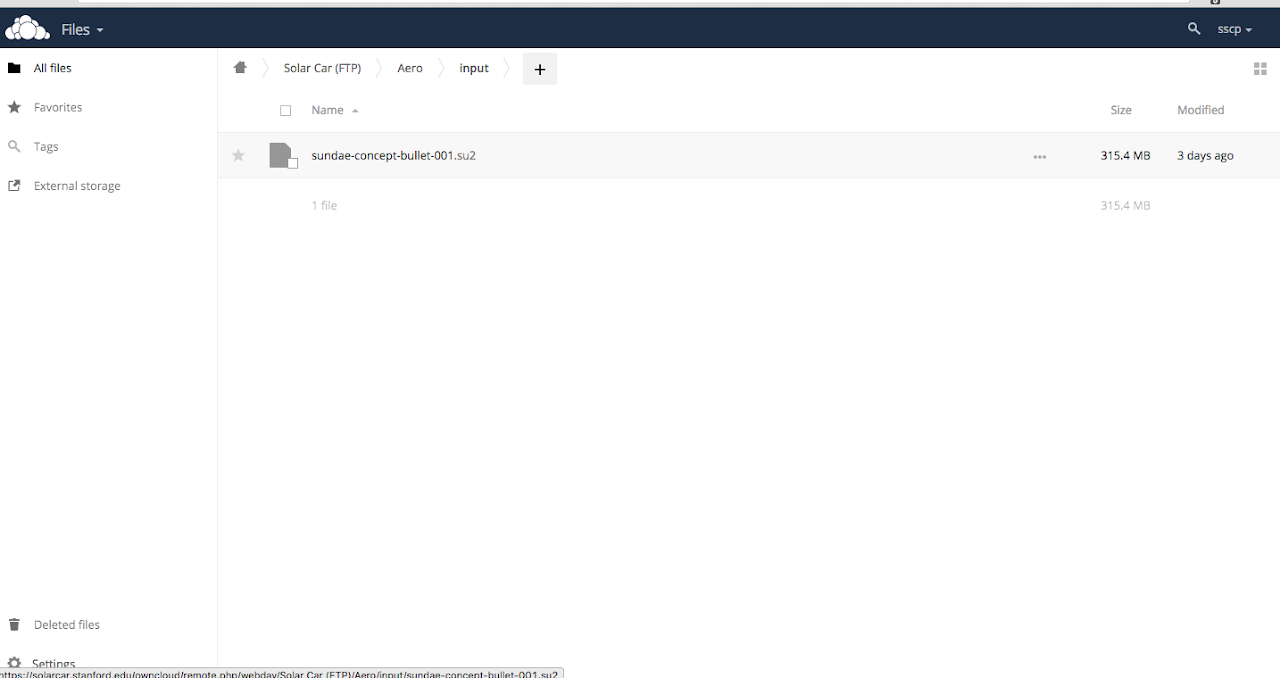 Files
sscp
All files
Favorites
Tags
External storage
Solar Car (FTP) Aero input +
Name Size Modified
sundae-concept-bullet-001.su2 ... 315.4 MB 3 days ago
1 file 315.4 MB
Deleted files
Settings
https://solarcar.stanford.edu/owncloud/remote.php/webdav/Solar Car (FTP)/Aero/input/sundae-concept-bullet-001.su2